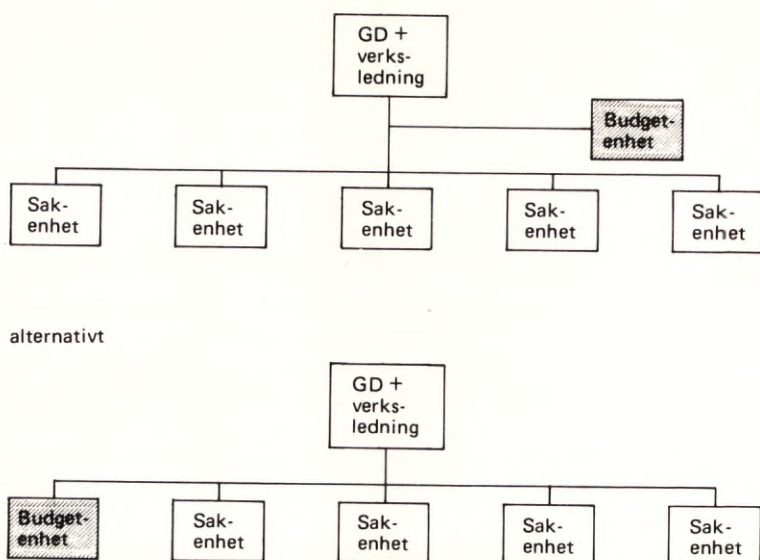 GD +
verks-
ledning
Budget-
enhet
Sak-
enhet
Sak-
enhet
Sak-
enhet
Sak-
enhet
Sak-
enhet
alternativt
GD +
verks-
ledning
Budget-
enhet
Sak-
enhet
Sak-
enhet
Sak-
enhet
Sak-
enhet